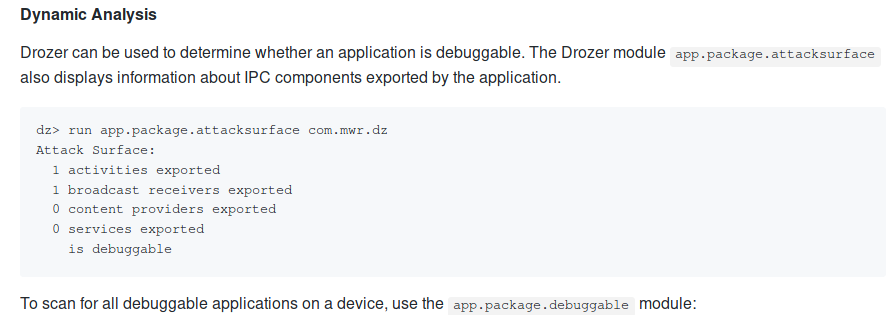 Dynamic Analysis
Drozer can be used to determine whether an application is debuggable. The Drozer module app.package.attacksurface
also displays information about IPC components exported by the application.
dz> run app.package.attacksurface com.mwr.dz
Attack Surface:
  1 activities exported
  1 broadcast receivers exported
  0 content providers exported
  0 services exported
    is debuggable
To scan for all debuggable applications on a device, use the app.package.debuggable module: